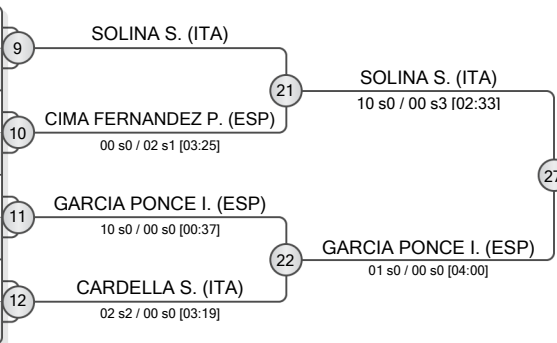 SOLINA S. (ITA)
9
21
SOLINA S. (ITA)
10 s0 / 00 s3 [02:33]
CIMA FERNANDEZ P. (ESP)
10
00 s0 / 02 s1 [03:25]
27
GARCIA PONCE I. (ESP)
11
10 s0 / 00 s0 [00:37]
22
GARCIA PONCE I. (ESP)
01 s0 / 00 s0 [04:00]
CARDELLA S. (ITA)
12
02 s2 / 00 s0 [03:19]